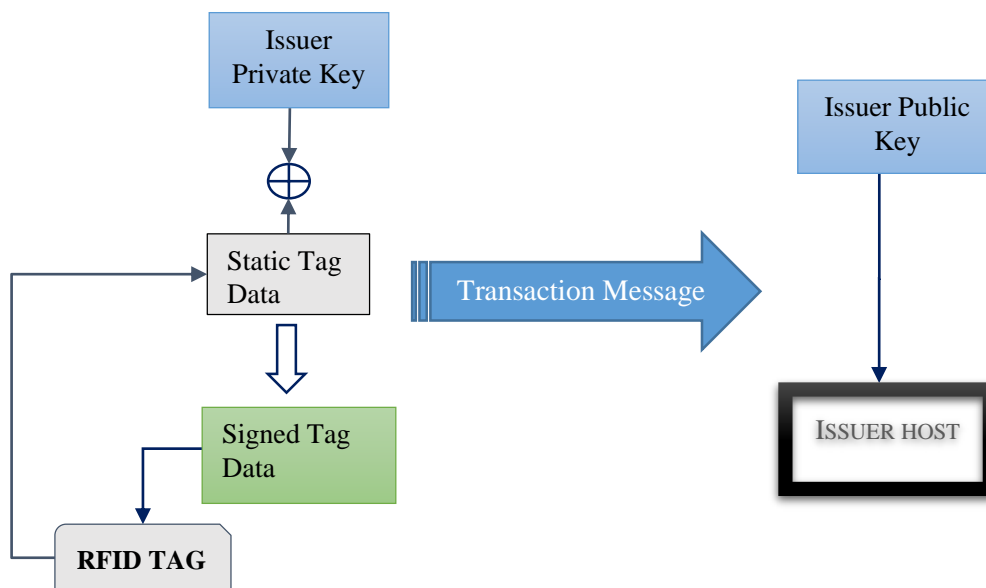 Issuer
Private Key
Issuer Public
Key
Static Tag
Data
Transaction Message
Signed Tag
Data
ISSUER HOST
RFID TAG